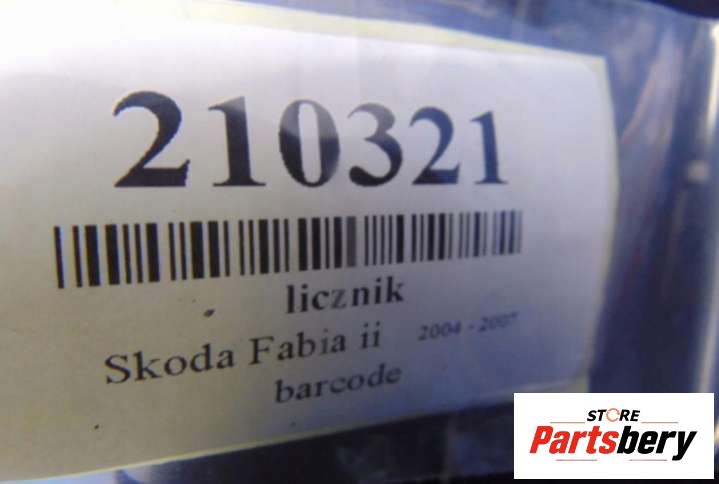 210321
licznik
Skoda Fabia ii 2004 - 2007
barcode
STORE
Partsbery